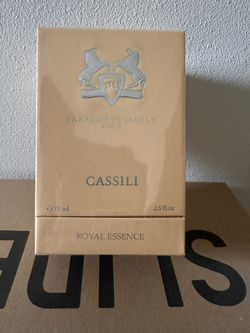 PARFUMS de MARLY
PARIS
CASSILI
℮75 ml 2.5 fl.oz
ROYAL ESSENCE